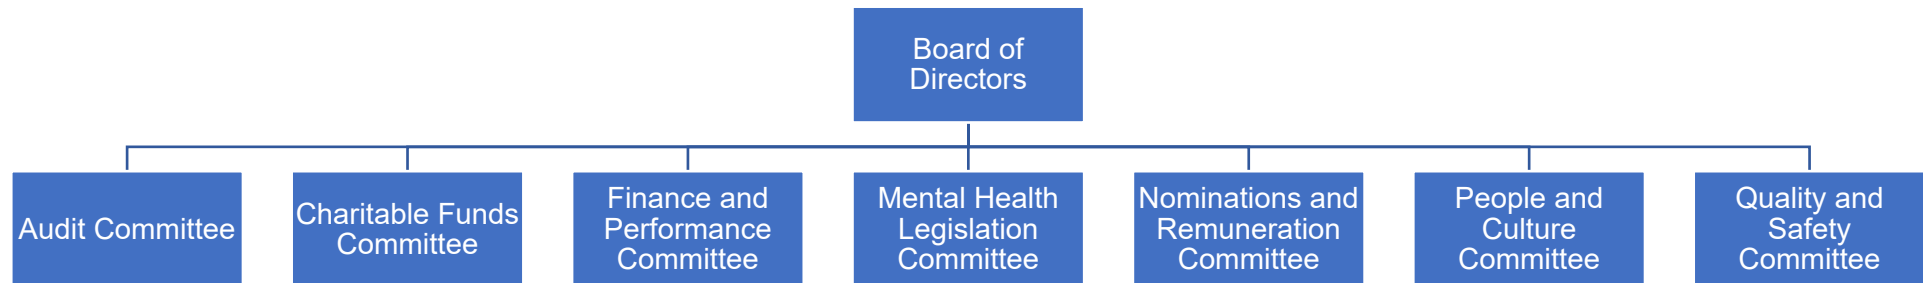 Board of
Directors
Audit Committee
Charitable Funds
Committee
Finance and
Performance
Committee
Mental Health
Legislation
Committee
Nominations and
Remuneration
Committee
People and
Culture
Committee
Quality and
Safety
Committee